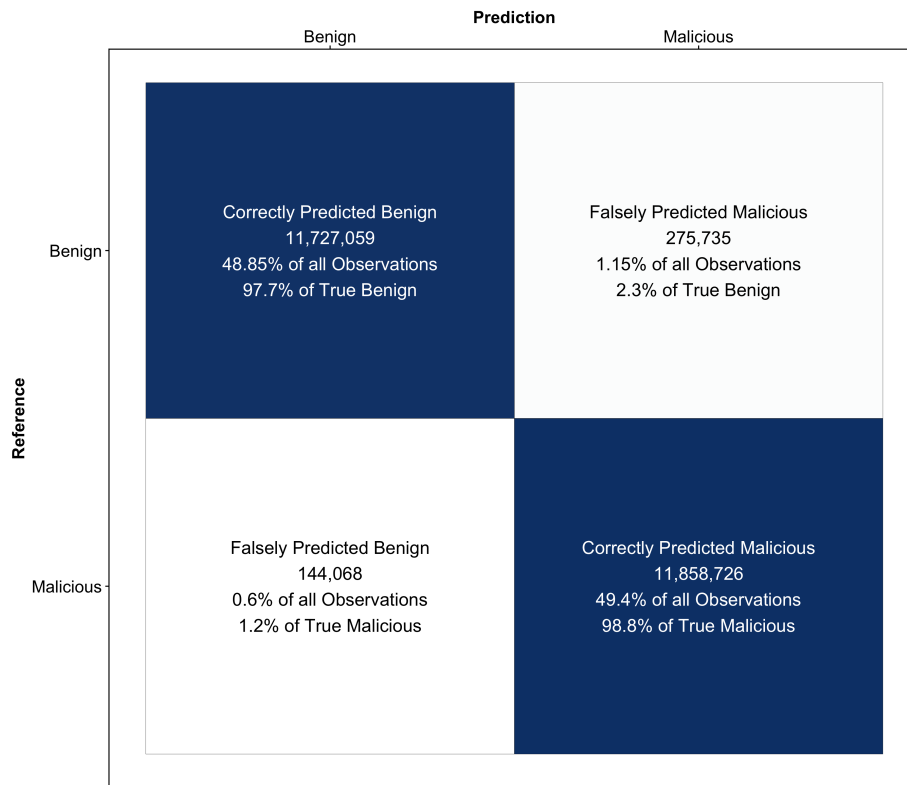 Prediction
Benign
Malicious
Reference
Benign
Correctly Predicted Benign
11,727,059
48.85% of all Observations
97.7% of True Benign
Falsely Predicted Malicious
275,735
1.15% of all Observations
2.3% of True Benign
Malicious
Falsely Predicted Benign
144,068
0.6% of all Observations
1.2% of True Malicious
Correctly Predicted Malicious
11,858,726
49.4% of all Observations
98.8% of True Malicious